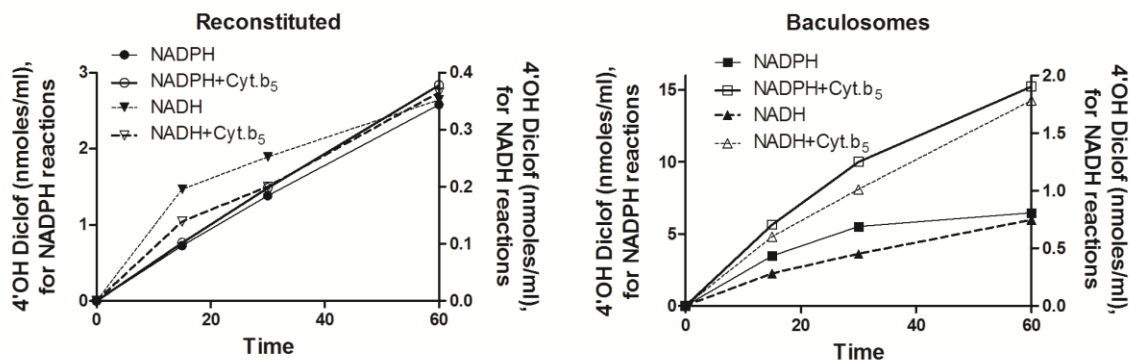 Reconstituted
4'OH Diclof (nmoles/ml),
for NADPH reactions
3
2
1
0
NADPH
NADPH+Cyt.b₅
NADH
NADH+Cyt.b₅
0.4
0.3
0.2
0.1
0.0
4'OH Diclof (nmoles/ml),
for NADH reactions
0 20 40 60
Time
Baculosomes
4'OH Diclof (nmoles/ml),
for NADPH reactions
15
10
5
0
NADPH
NADPH+Cyt.b₅
NADH
NADH+Cyt.b₅
2.0
1.5
1.0
0.5
0.0
4'OH Diclof (nmoles/ml),
for NADH reactions
0 20 40 60
Time